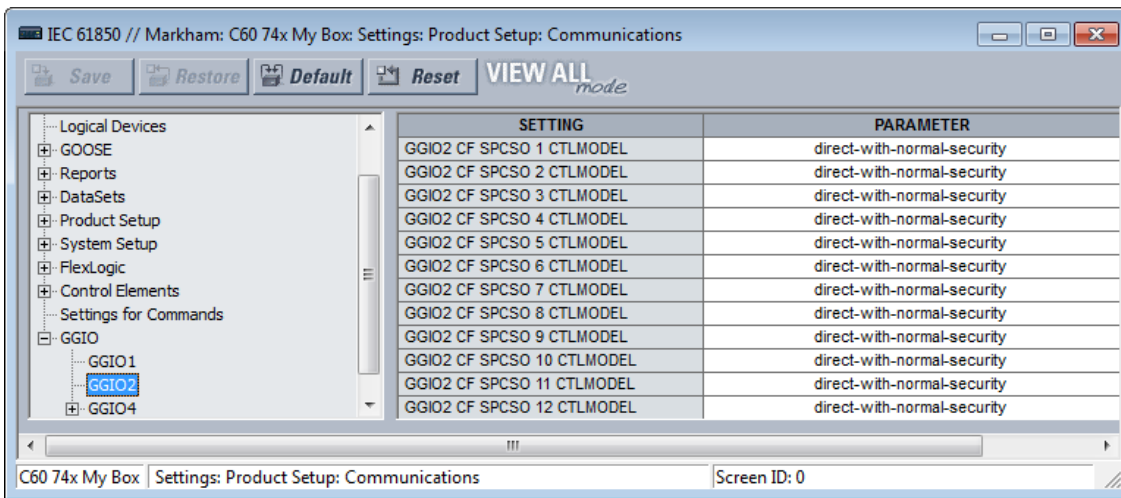 IEC 61850 // Markham: C60 74x My Box: Settings: Product Setup: Communications
Save Restore Default Reset VIEW ALL mode
Logical Devices
GOOSE
Reports
DataSets
Product Setup
System Setup
FlexLogic
Control Elements
Settings for Commands
GGIO
GGIO1
GGIO2
GGIO4
SETTING PARAMETER
GGIO2 CF SPCSO 1 CTLMODEL direct-with-normal-security
GGIO2 CF SPCSO 2 CTLMODEL direct-with-normal-security
GGIO2 CF SPCSO 3 CTLMODEL direct-with-normal-security
GGIO2 CF SPCSO 4 CTLMODEL direct-with-normal-security
GGIO2 CF SPCSO 5 CTLMODEL direct-with-normal-security
GGIO2 CF SPCSO 6 CTLMODEL direct-with-normal-security
GGIO2 CF SPCSO 7 CTLMODEL direct-with-normal-security
GGIO2 CF SPCSO 8 CTLMODEL direct-with-normal-security
GGIO2 CF SPCSO 9 CTLMODEL direct-with-normal-security
GGIO2 CF SPCSO 10 CTLMODEL direct-with-normal-security
GGIO2 CF SPCSO 11 CTLMODEL direct-with-normal-security
GGIO2 CF SPCSO 12 CTLMODEL direct-with-normal-security
C60 74x My Box Settings: Product Setup: Communications Screen ID: 0